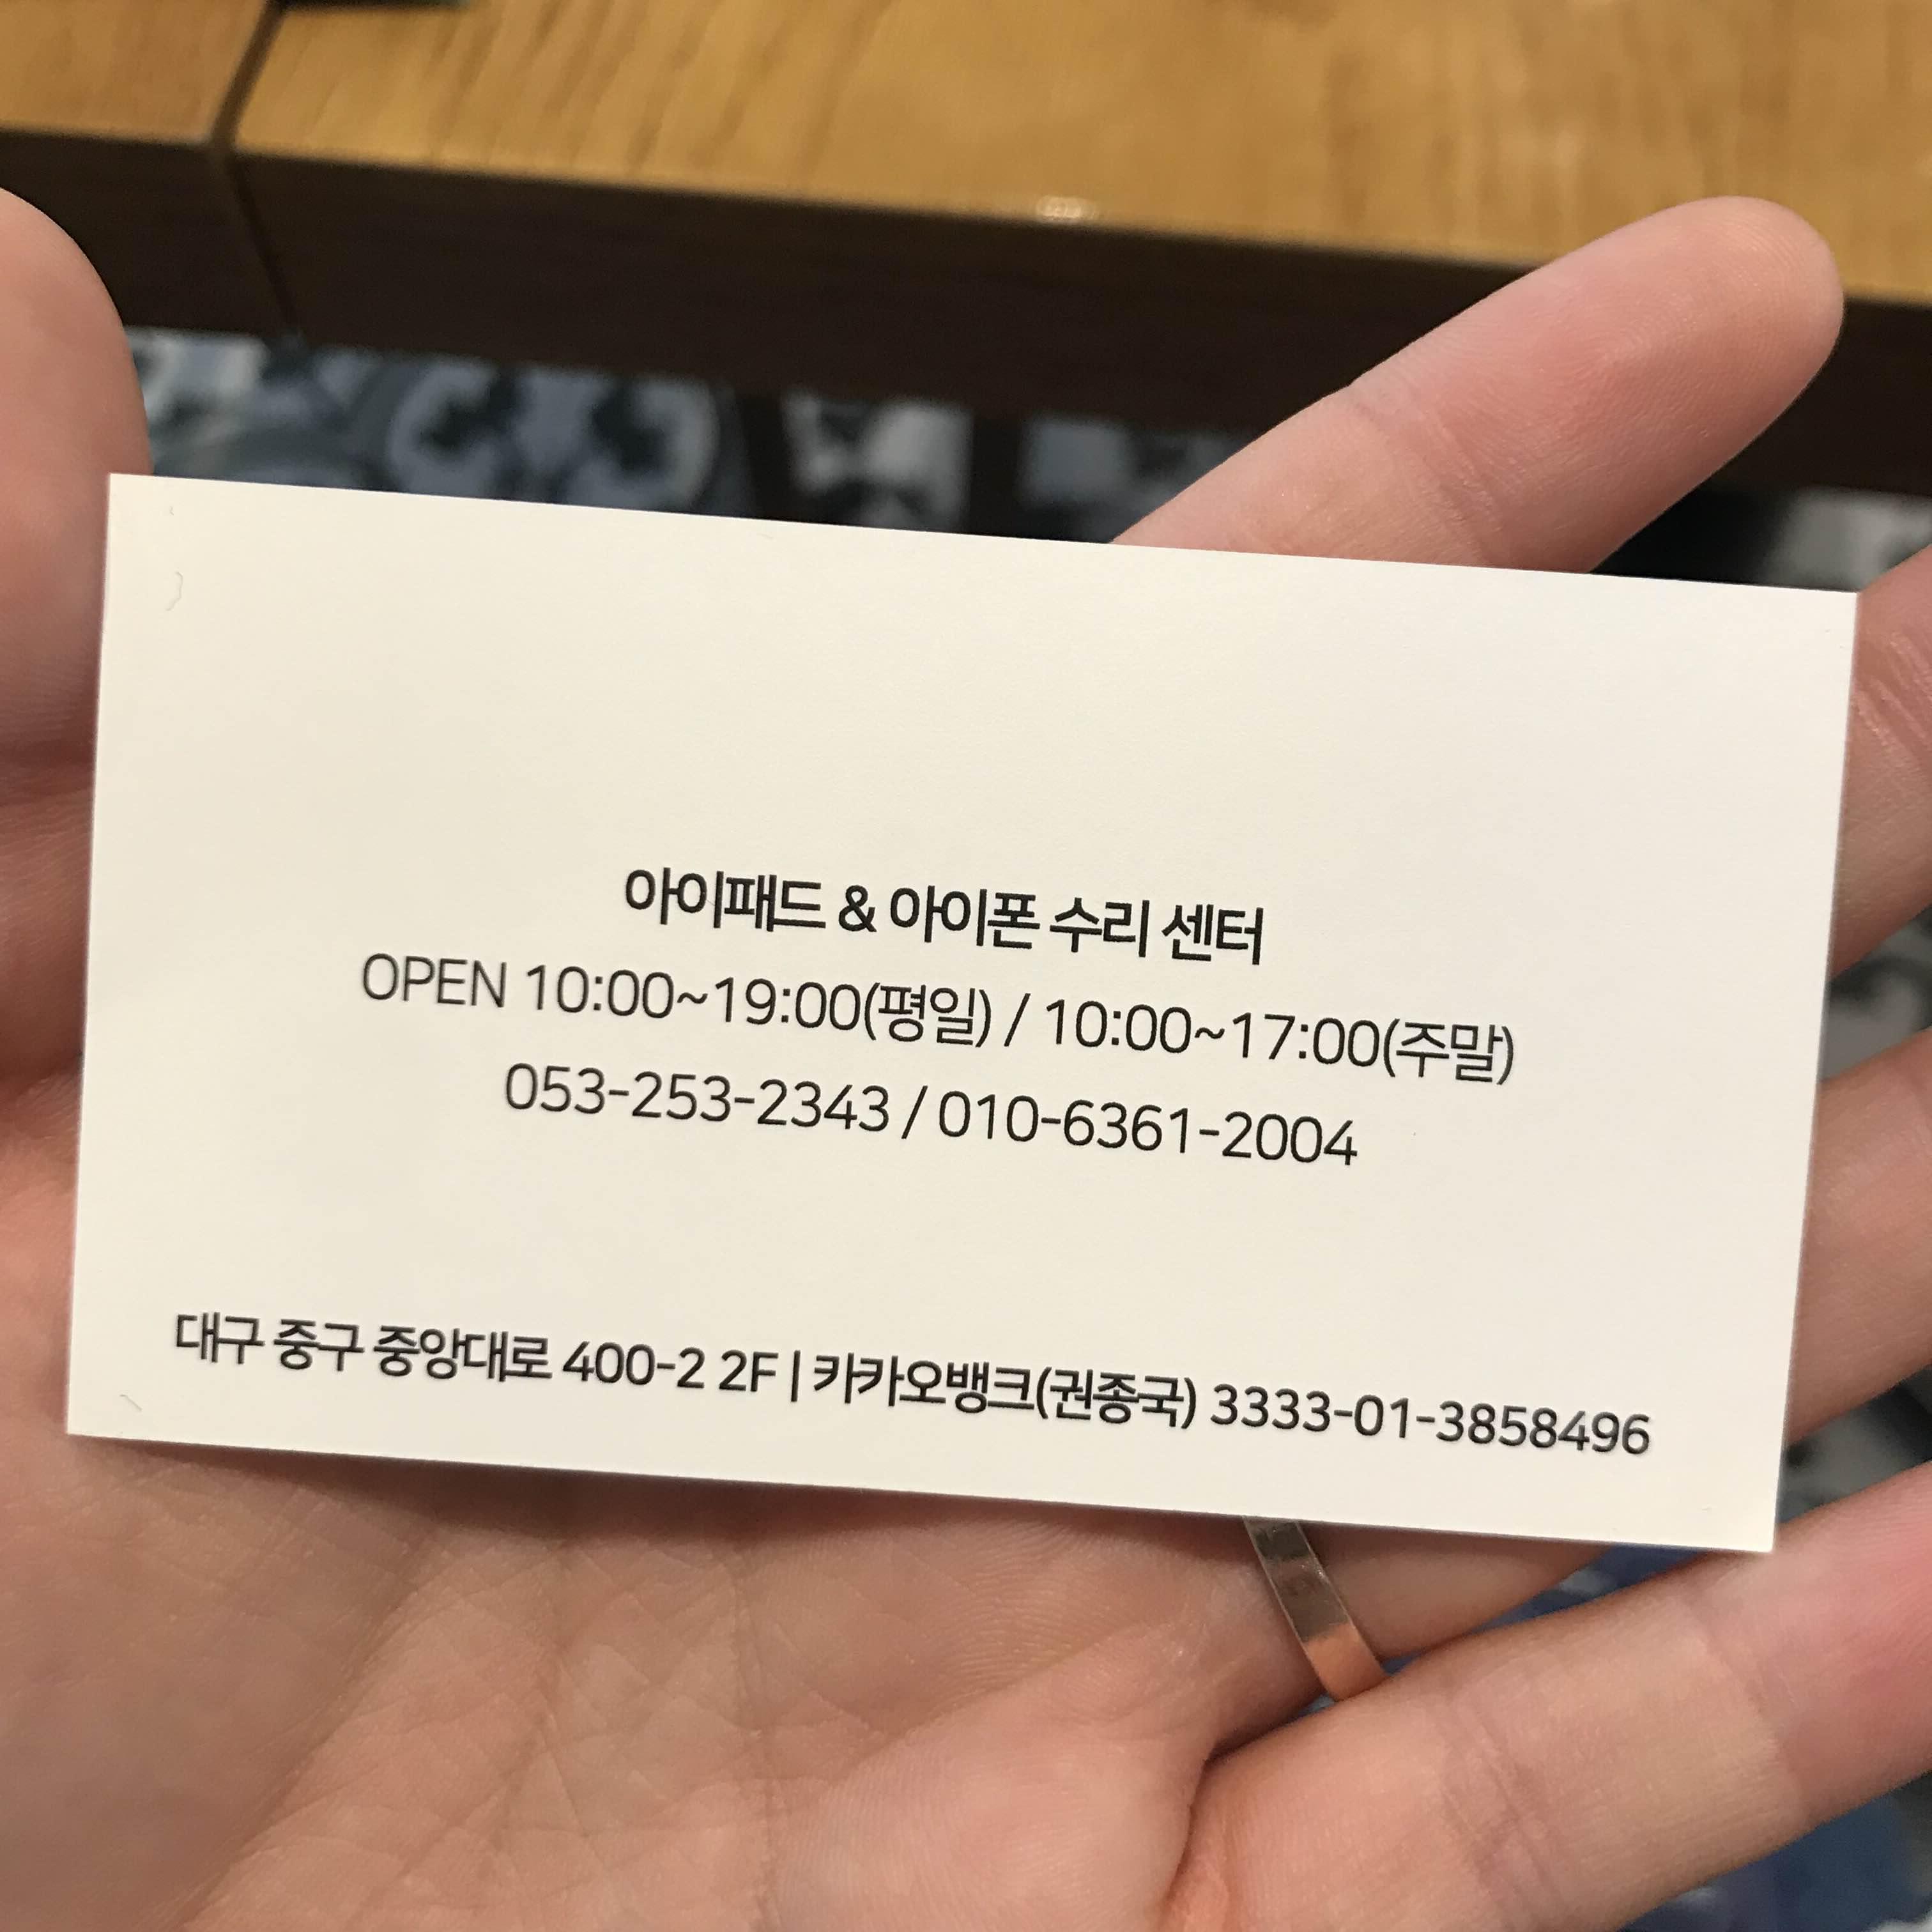 아이패드 & 아이폰 수리 센터
OPEN 10:00~19:00(평일) / 10:00~17:00(주말)
053-253-2343 / 010-6361-2004
대구 중구 중앙대로 400-2 2F | 카카오뱅크(권종국) 3333-01-3858496